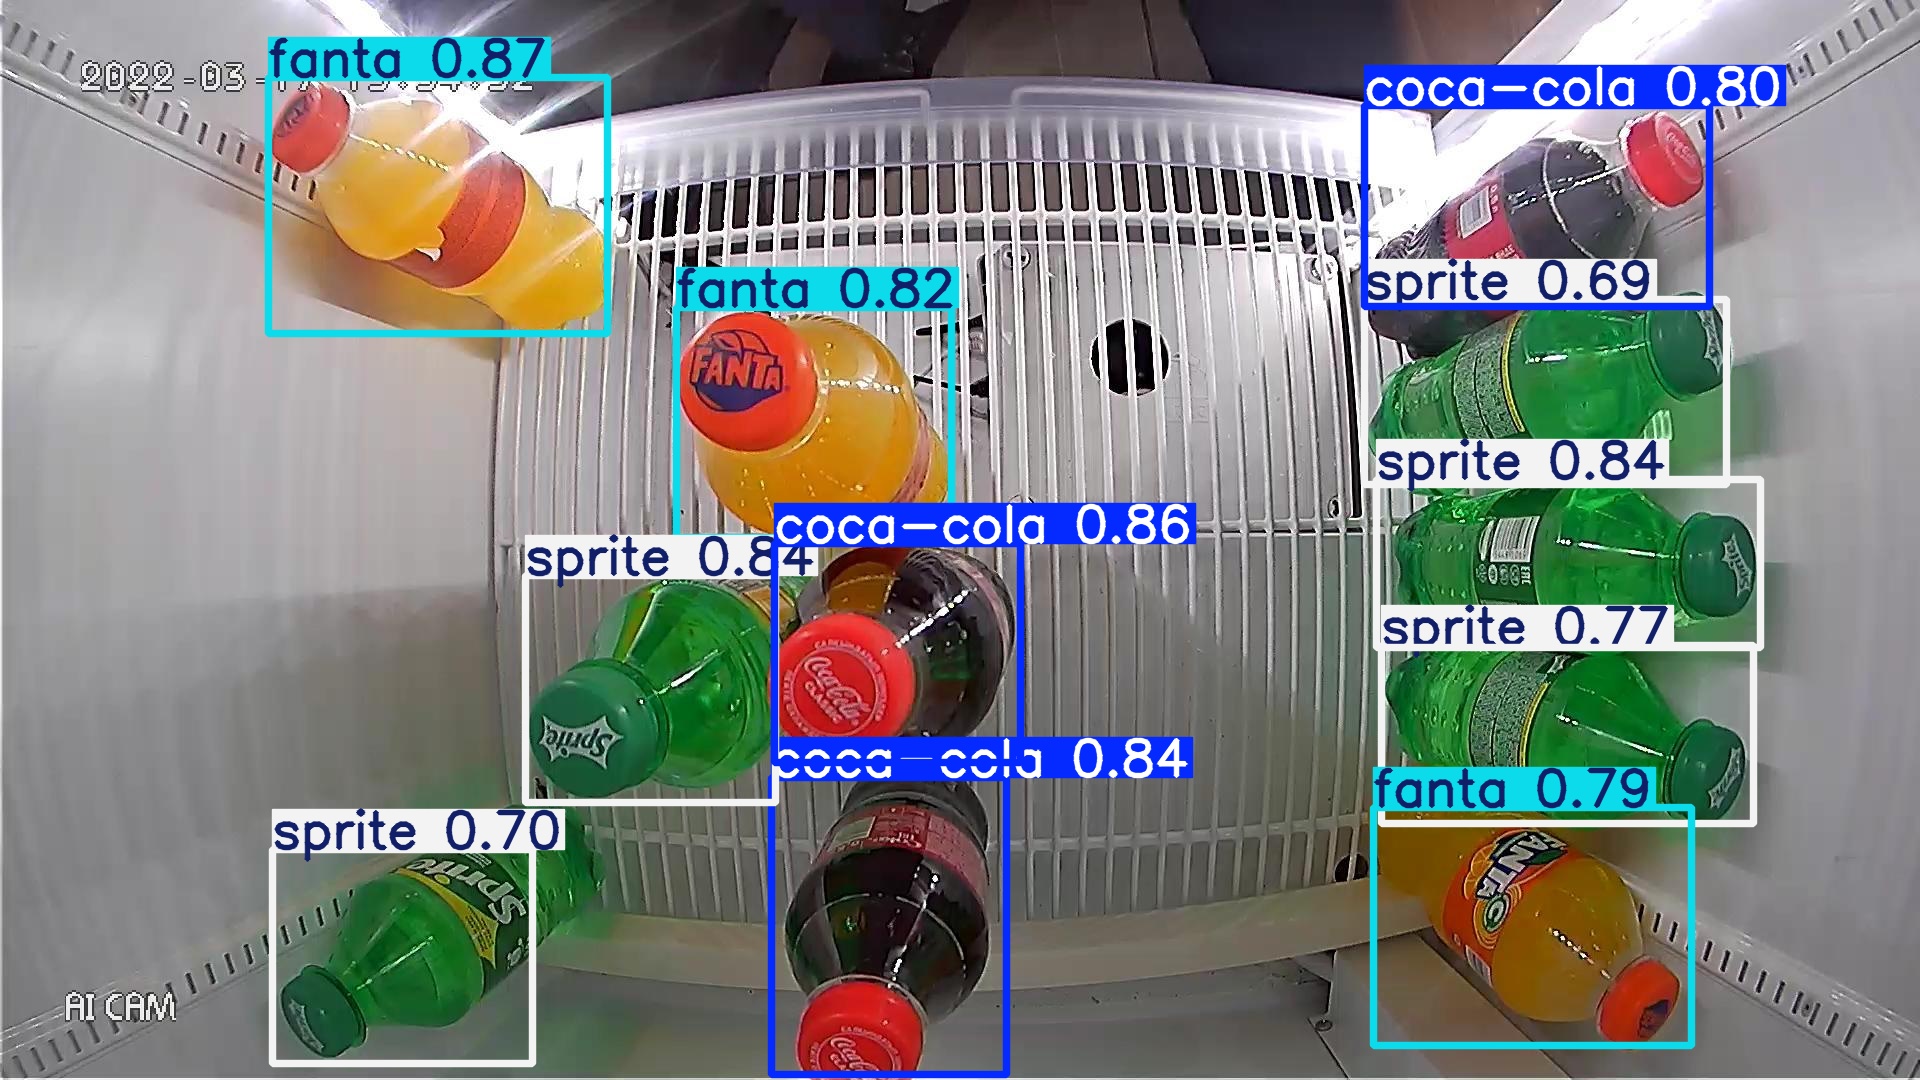 fanta 0.87
2022-03-
coca-cola 0.80
FANTA
fanta 0.82
sprite 0.69
sprite 0.84
coca-cola 0.86
sprite 0.84
Sprite
Sprite
Coca-Cola
CLASSIC
sprite 0.77
coca-cola 0.84
fanta 0.79
sprite 0.70
Sprite
FANTA
AI CAM
Coca-Cola